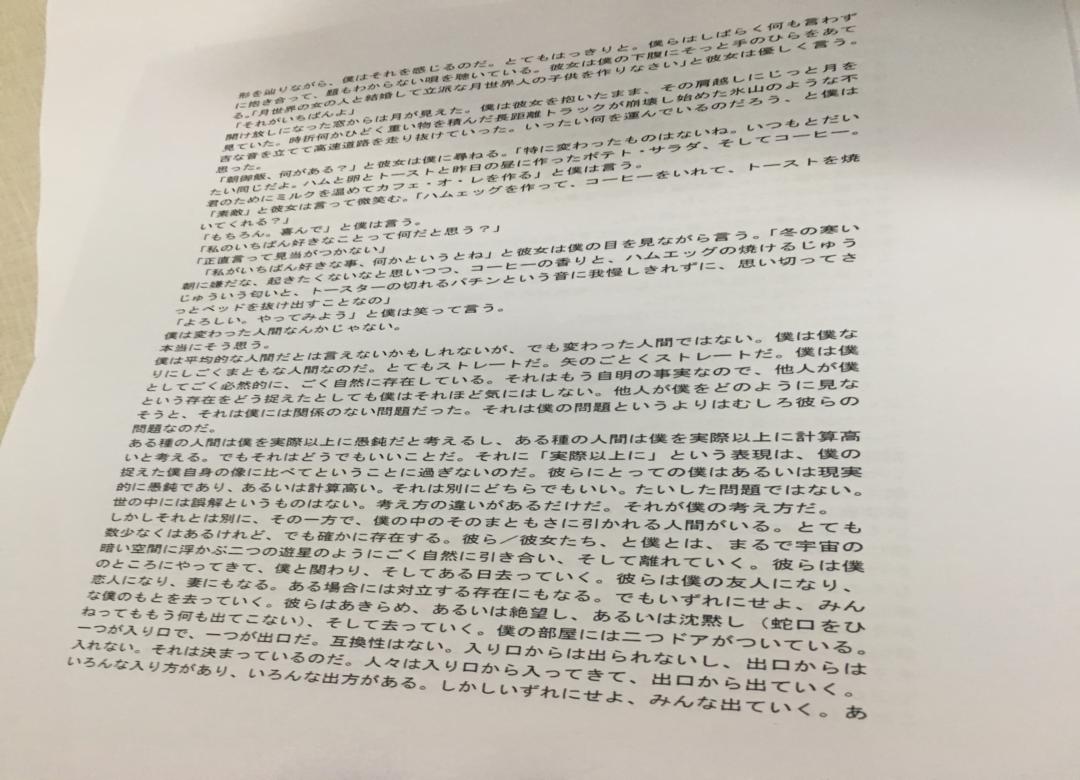 形を辿りながら、僕はそれを感じるのだ。とてもはっきりと。僕らはしばらく何も言わず
に抱き合って、題もわからない唄を聴いている。彼女は僕の下腹にそっと手のひらをあて
る。「月世界の女の人と結婚して立派な月世界人の子供を作りなさい」と彼女は優しく言う。
「それがいちばんよ」
開け放しになった窓からは月が見えた。僕は彼女を抱いたまま、その肩越しにじっと月を
見ていた。時折何かひどく重い物を積んだ長距離トラックが崩壊し始めた氷山のような不
吉な音を立てて高速道路を走り抜けていった。いったい何を運んでいるのだろう、と僕は
思った。
「朝御飯、何がある?」と彼女は僕に尋ねる。「特に変わったものはないね。いつもとだい
たい同じだよ。ハムと卵とトーストと昨日の昼に作ったポテト・サラダ、そしてコーヒー。
君のためにミルクを温めてカフェ・オ・レを作る」と僕は言う。
「素敵」と彼女は言って微笑む。「ハムエッグを作って、コーヒーをいれて、トーストを焼
いてくれる?」
「もちろん。喜んで」と僕は言う。
「私のいちばん好きなことって何だと思う?」
「正直言って見当がつかない」
「私がいちばん好きな事、何かというとね」と彼女は僕の目を見ながら言う。「冬の寒い
朝に嫌だな、起きたくないなと思いつつ、コーヒーの香りと、ハムエッグの焼けるじゅう
じゅういう匂いと、トースターの切れるパチンという音に我慢しきれずに、思い切ってさ
っとベッドを抜け出すことなの」
「よろしい。やってみよう」と僕は笑って言う。
僕は変わった人間なんかじゃない。
本当にそう思う。
僕は平均的な人間だとは言えないかもしれないが、でも変わった人間ではない。僕は僕な
りにしごくまともな人間なのだ。とてもストレートだ。矢のごとくストレートだ。僕は僕
としてごく必然的に、ごく自然に存在している。それはもう自明の事実なので、他人が僕
という存在をどう捉えたとしても僕はそれほど気にはしない。他人が僕をどのように見な
そうと、それは僕には関係のない問題だった。それは僕の問題というよりはむしろ彼らの
問題なのだ。
ある種の人間は僕を実際以上に愚鈍だと考えるし、ある種の人間は僕を実際以上に計算高
いと考える。でもそれはどうでもいいことだ。それに「実際以上に」という表現は、僕の
捉えた僕自身の像に比べてということに過ぎないのだ。彼らにとっての僕はあるいは現実
的に愚鈍であり、あるいは計算高い。それは別にどちらでもいい。たいした問題ではない。
世の中には誤解というものはない。考え方の違いがあるだけだ。それが僕の考え方だ。
しかしそれとは別に、その一方で、僕の中のそのまともさに引かれる人間がいる。とても
数少なくはあるけれど、でも確かに存在する。彼ら/彼女たち、と僕とは、まるで宇宙の
暗い空間に浮かぶ二つの遊星のようにごく自然に引き合い、そして離れていく。彼らは僕
のところにやってきて、僕と関わり、そしてある日去っていく。彼らは僕の友人になり、
恋人になり、妻にもなる。ある場合には対立する存在にもなる。でもいずれにせよ、みん
な僕のもとを去っていく。彼らはあきらめ、あるいは絶望し、あるいは沈黙し(蛇口をひ
ねってももう何も出てこない)、そして去っていく。僕の部屋には二つドアがついている。
一つが入り口で、一つが出口だ。互換性はない。入り口からは出られないし、出口からは
入れない。それは決まっているのだ。人々は入り口から入ってきて、出口から出ていく。
いろんな入り方があり、いろんな出方がある。しかしいずれにせよ、みんな出ていく。あ